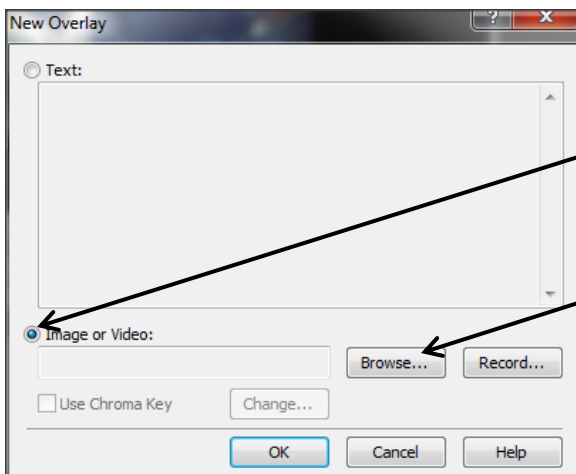 New Overlay
Text:
Image or Video:
Browse... Record...
Use Chroma Key Change...
OK Cancel Help